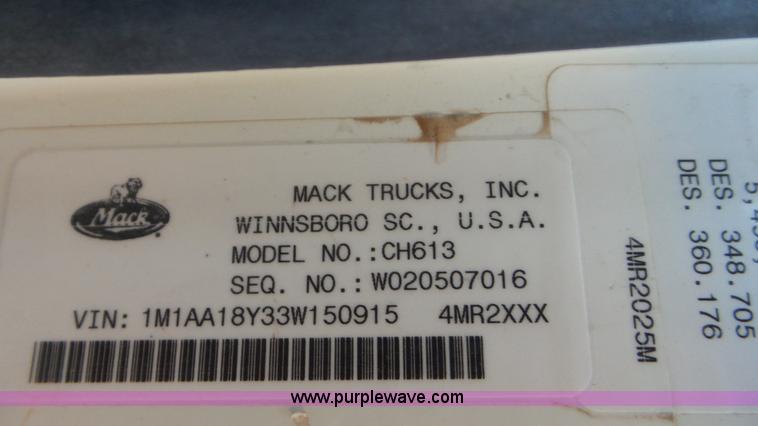 Mack
MACK TRUCKS, INC.
WINNSBORO SC., U.S.A.
MODEL NO.:CH613
SEQ. NO.: W020507016
VIN: 1M1AA18Y33W150915 4MR2XXX
4MR2025M
DES. 348.705
DES. 360.176
www.purplewave.com